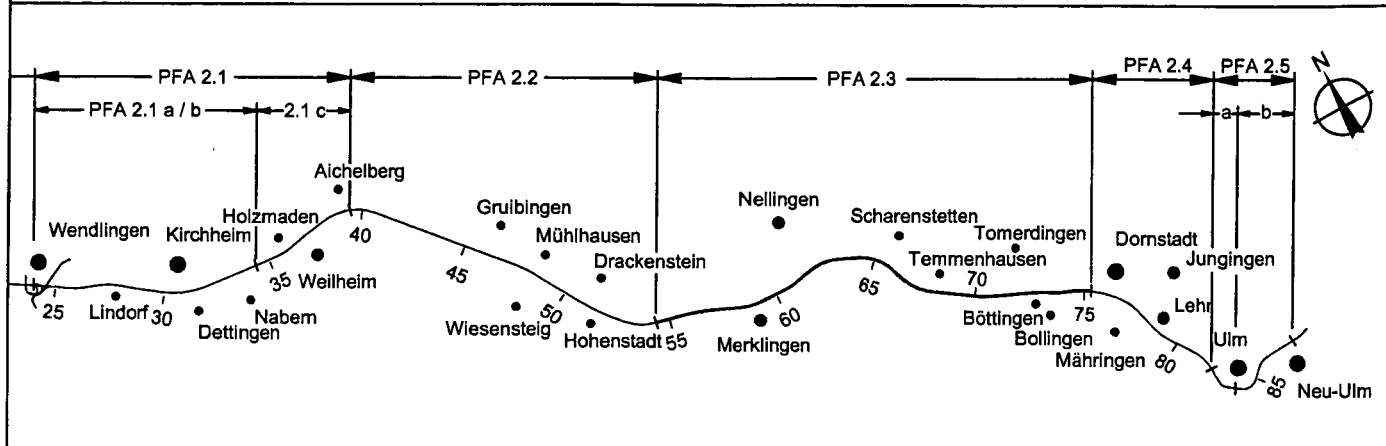 PFA 2.1
PFA 2.2
PFA 2.3
PFA 2.4
PFA 2.5
N
PFA 2.1 a / b
2.1 c
a
b
Aichelberg
Wendlingen
Kirchheim
Holzmaden
Weilheim
Lindorf
Dettingen
Nabern
Gruibingen
Mühlhausen
Drackenstein
Wiesensteig
Hohenstadt
Nellingen
Merklingen
Scharenstetten
Temmenhausen
Tomerdingen
Böttingen
Bollingen
Mähringen
Dornstadt
Jungingen
Lehr
Ulm
Neu-Ulm
25
30
35
40
45
50
55
60
65
70
75
80
85